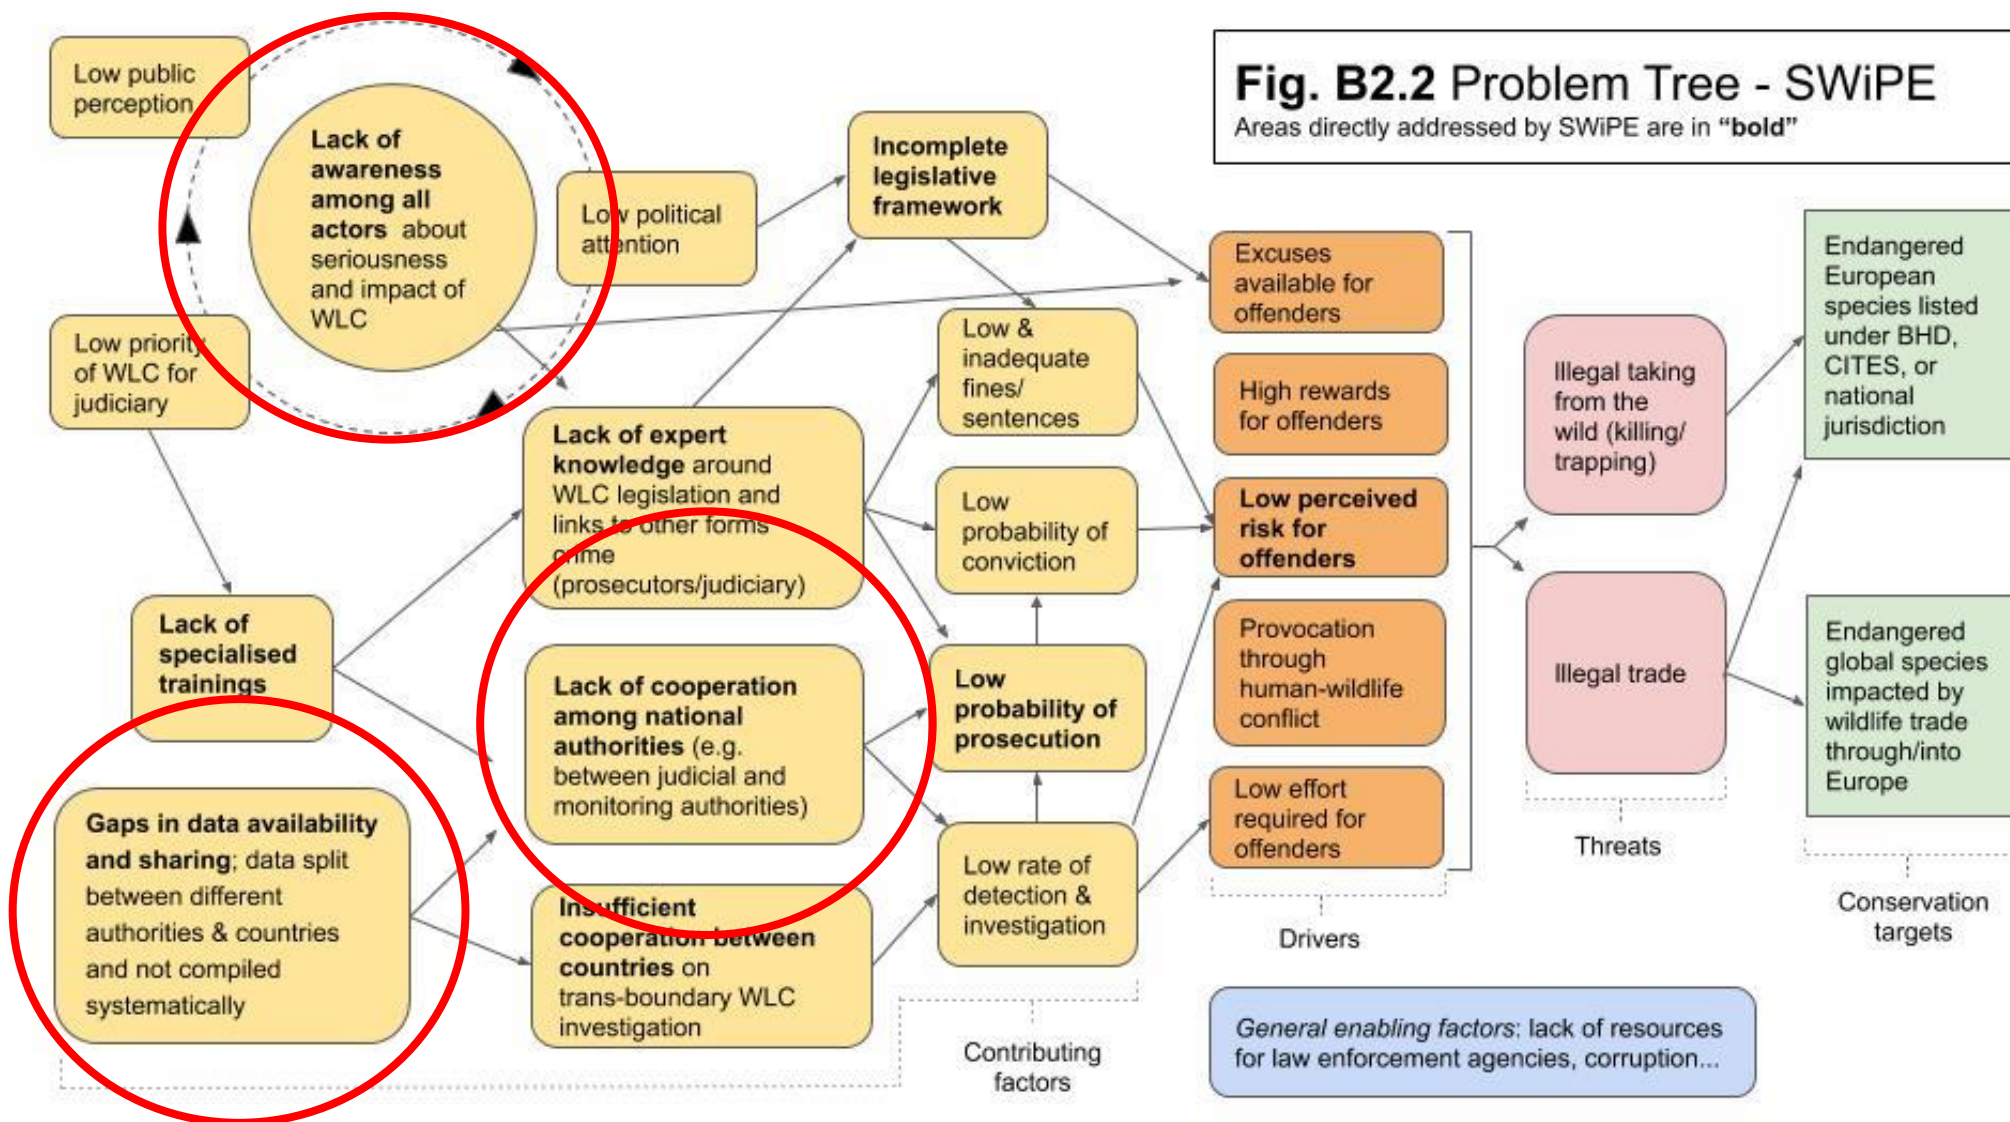 Low public
perception
Lack of
awareness
among all
actors about
seriousness
and impact of
WLC
Low political
attention
Low priority
of WLC for
judiciary
Incomplete
legislative
framework
Fig. B2.2 Problem Tree - SWiPE
Areas directly addressed by SWiPE are in “bold”
Lack of
specialised
trainings
Gaps in data availability
and sharing; data split
between different
authorities & countries
and not compiled
systematically
Lack of expert
knowledge around
WLC legislation and
links to other forms
crime
(prosecutors/judiciary)
Lack of cooperation
among national
authorities (e.g.
between judicial and
monitoring authorities)
Insufficient
cooperation between
countries on
trans-boundary WLC
investigation
Low &
inadequate
fines/
sentences
Low
probability of
conviction
Low
probability of
prosecution
Low rate of
detection &
investigation
Contributing
factors
Excuses
available for
offenders
High rewards
for offenders
Low perceived
risk for
offenders
Provocation
through
human-wildlife
conflict
Low effort
required for
offenders
Drivers
Illegal taking
from the
wild (killing/
trapping)
Illegal trade
Threats
Endangered
European
species listed
under BHD,
CITES, or
national
jurisdiction
Endangered
global species
impacted by
wildlife trade
through/into
Europe
Conservation
targets
General enabling factors: lack of resources
for law enforcement agencies, corruption...